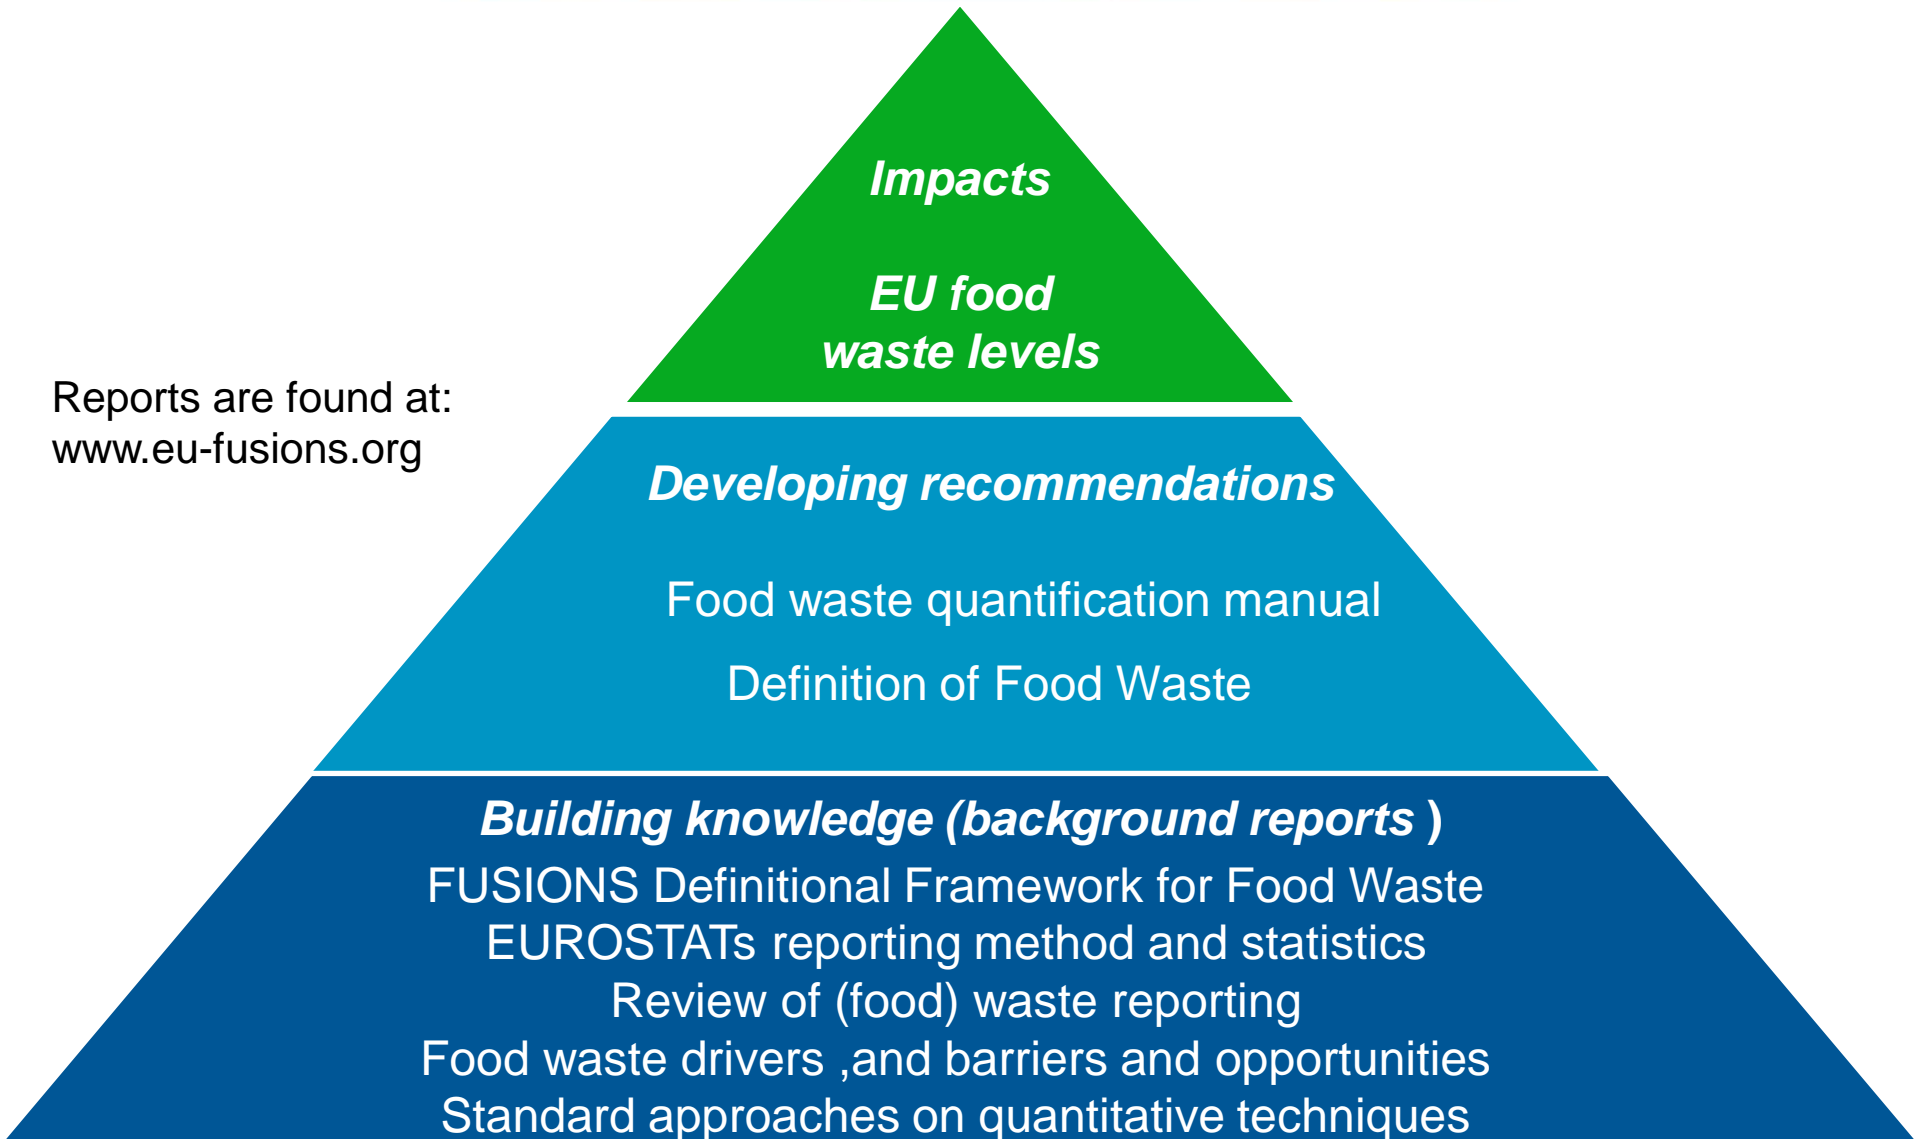 Impacts
EU food
waste levels
Reports are found at:
www.eu-fusions.org
Developing recommendations
Food waste quantification manual
Definition of Food Waste
Building knowledge (background reports )
FUSIONS Definitional Framework for Food Waste
EUROSTATs reporting method and statistics
Review of (food) waste reporting
Food waste drivers ,and barriers and opportunities
Standard approaches on quantitative techniques